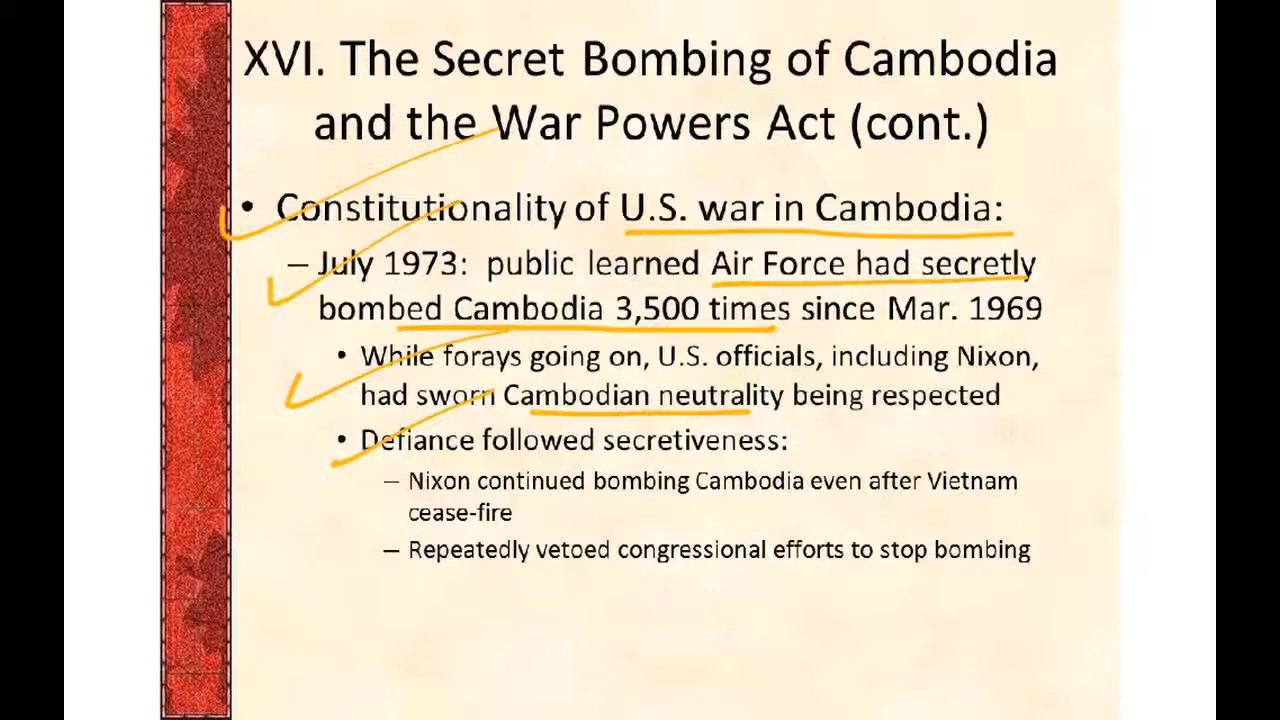 XVI. The Secret Bombing of Cambodia
and the War Powers Act (cont.)
• Constitutionality of U.S. war in Cambodia:
– July 1973: public learned Air Force had secretly
bombed Cambodia 3,500 times since Mar. 1969
• While forays going on, U.S. officials, including Nixon,
had sworn Cambodian neutrality being respected
• Defiance followed secretiveness:
– Nixon continued bombing Cambodia even after Vietnam
cease-fire
– Repeatedly vetoed congressional efforts to stop bombing